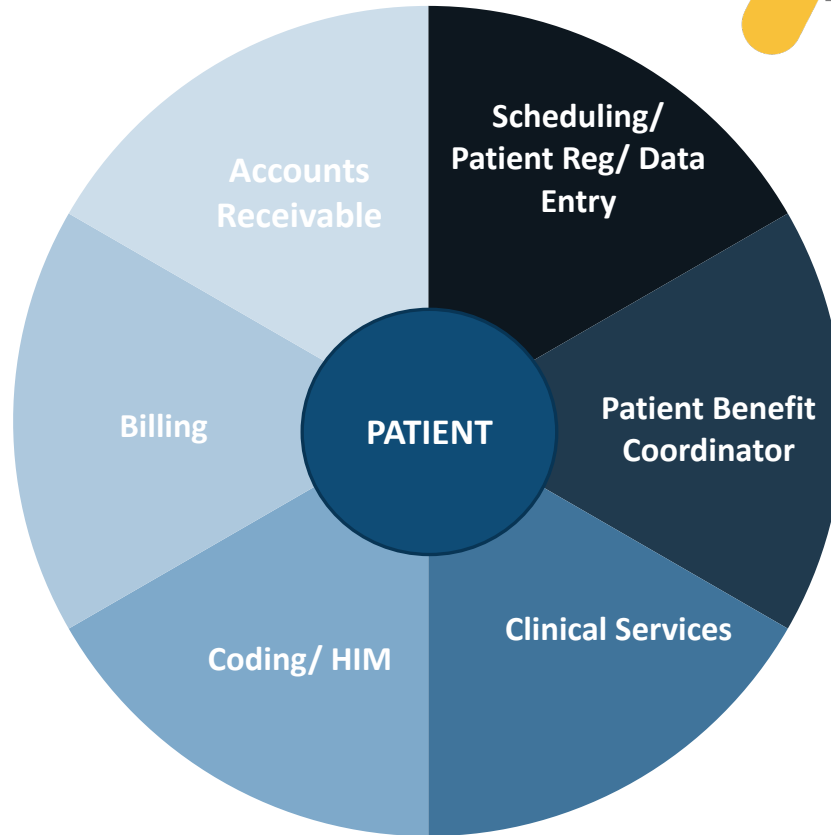 Scheduling/
Patient Reg/ Data
Entry
Patient Benefit
Coordinator
Clinical Services
Coding/ HIM
Billing
Accounts
Receivable
PATIENT